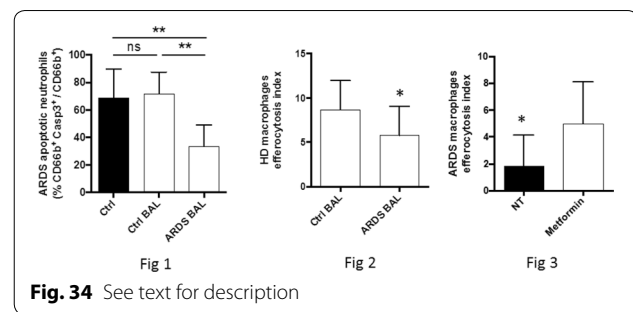 **
ns
**
ARDS apoptotic neutrophils
(% CD66b+ Casp3+ / CD66b+)
100
80
60
40
20
0
Ctrl
Ctrl BAL
ARDS BAL
Fig 1
HD macrophages
efferocytosis index
15
10
5
0
*
Ctrl BAL
ARDS BAL
Fig 2
ARDS macrophages
efferocytosis index
10
8
6
4
2
0
*
NT
Metformin
Fig 3
Fig. 34 See text for description